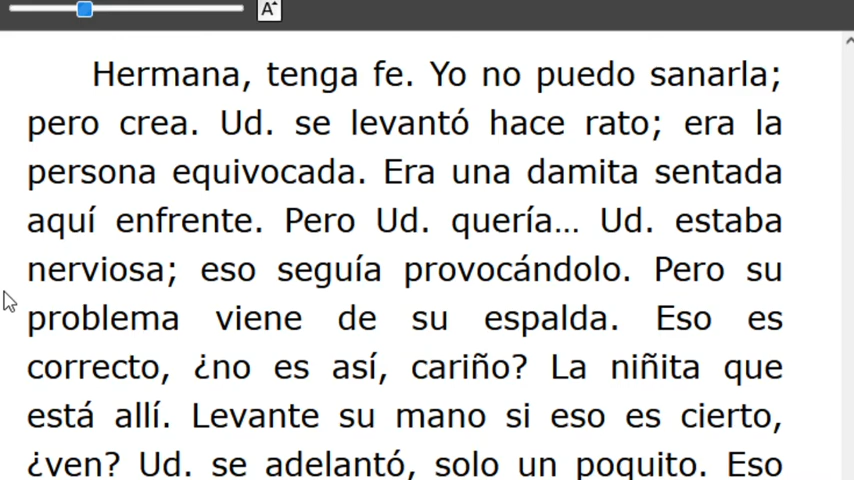 A
Hermana, tenga fe. Yo no puedo sanarla;
pero crea. Ud. se levantó hace rato; era la
persona equivocada. Era una damita sentada
aquí enfrente. Pero Ud. quería... Ud. estaba
nerviosa; eso seguía provocándolo. Pero su
problema viene de su espalda. Eso es
correcto, ¿no es así, cariño? La niñita que
está allí. Levante su mano si eso es cierto,
¿ven? Ud. se adelantó, solo un poquito. Eso